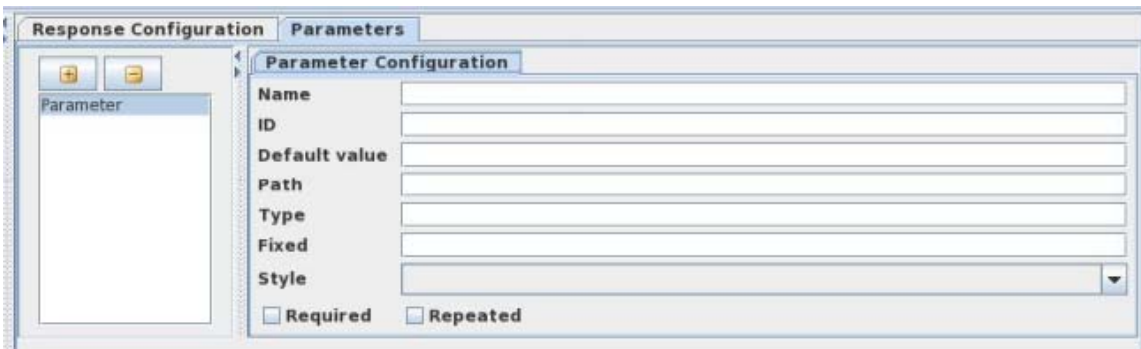 Response Configuration Parameters
Parameter
Parameter Configuration
Name
ID
Default value
Path
Type
Fixed
Style
Required Repeated